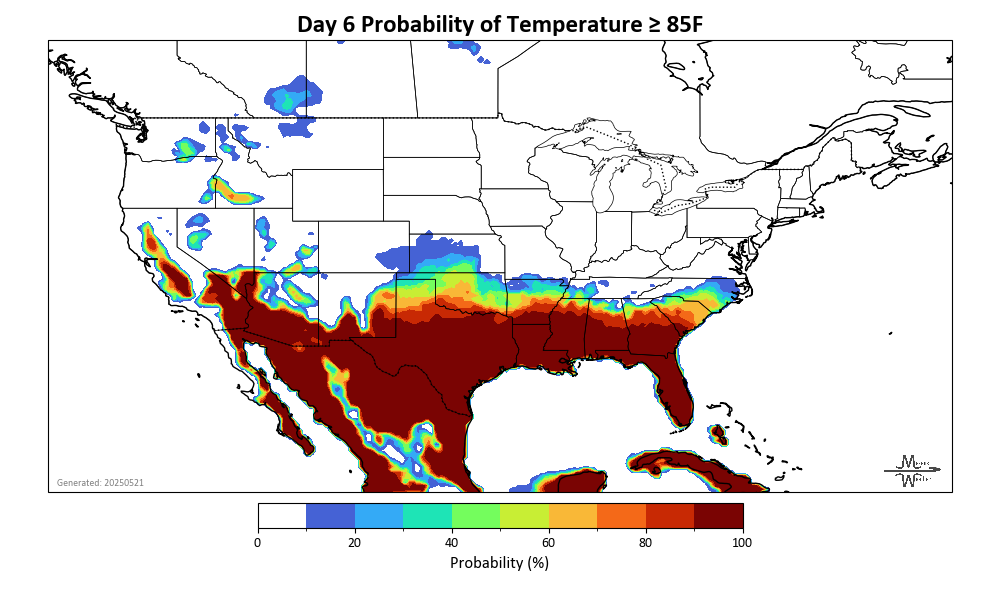 Day 6 Probability of Temperature ≥ 85F
Generated: 20250521
0 20 40 60 80 100
Probability (%)